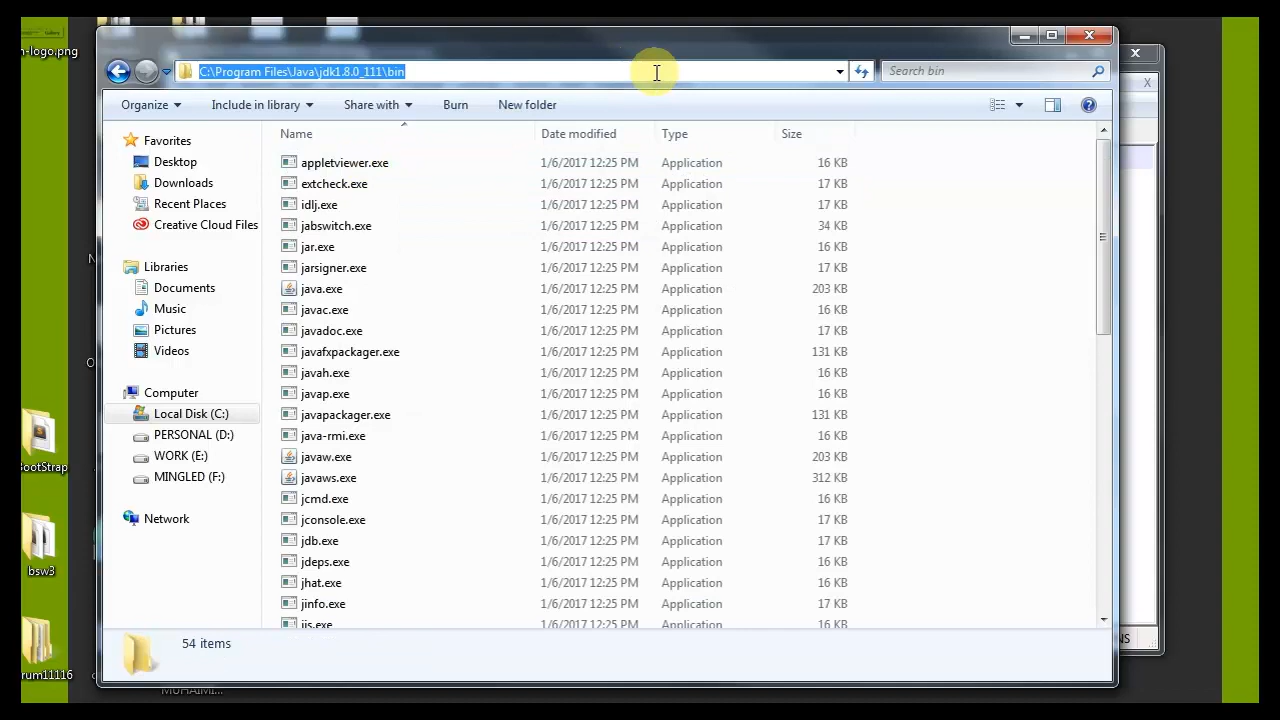 n-logo.png
C:\Program Files\Java\jdk1.8.0_111\bin
Search bin
Organize
Include in library
Share with
Burn
New folder
Name
Date modified
Type
Size
Favorites
Desktop
Downloads
Recent Places
Creative Cloud Files
Libraries
Documents
Music
Pictures
Videos
Computer
Local Disk (C:)
PERSONAL (D:)
WORK (E:)
MINGLED (F:)
Network
appletviewer.exe 1/6/2017 12:25 PM Application 16 KB
extcheck.exe 1/6/2017 12:25 PM Application 17 KB
idlj.exe 1/6/2017 12:25 PM Application 16 KB
jabswitch.exe 1/6/2017 12:25 PM Application 34 KB
jar.exe 1/6/2017 12:25 PM Application 16 KB
jarsigner.exe 1/6/2017 12:25 PM Application 17 KB
java.exe 1/6/2017 12:25 PM Application 203 KB
javac.exe 1/6/2017 12:25 PM Application 16 KB
javadoc.exe 1/6/2017 12:25 PM Application 17 KB
javafxpackager.exe 1/6/2017 12:25 PM Application 131 KB
javah.exe 1/6/2017 12:25 PM Application 16 KB
javap.exe 1/6/2017 12:25 PM Application 16 KB
javapackager.exe 1/6/2017 12:25 PM Application 131 KB
java-rmi.exe 1/6/2017 12:25 PM Application 16 KB
javaw.exe 1/6/2017 12:25 PM Application 203 KB
javaws.exe 1/6/2017 12:25 PM Application 312 KB
jcmd.exe 1/6/2017 12:25 PM Application 16 KB
jconsole.exe 1/6/2017 12:25 PM Application 17 KB
jdb.exe 1/6/2017 12:25 PM Application 16 KB
jdeps.exe 1/6/2017 12:25 PM Application 16 KB
jhat.exe 1/6/2017 12:25 PM Application 16 KB
jinfo.exe 1/6/2017 12:25 PM Application 17 KB
jjs.exe 1/6/2017 12:25 PM Application 16 KB
54 items
BootStrap
bsw3
rum11116
MUHAIMI...
NS